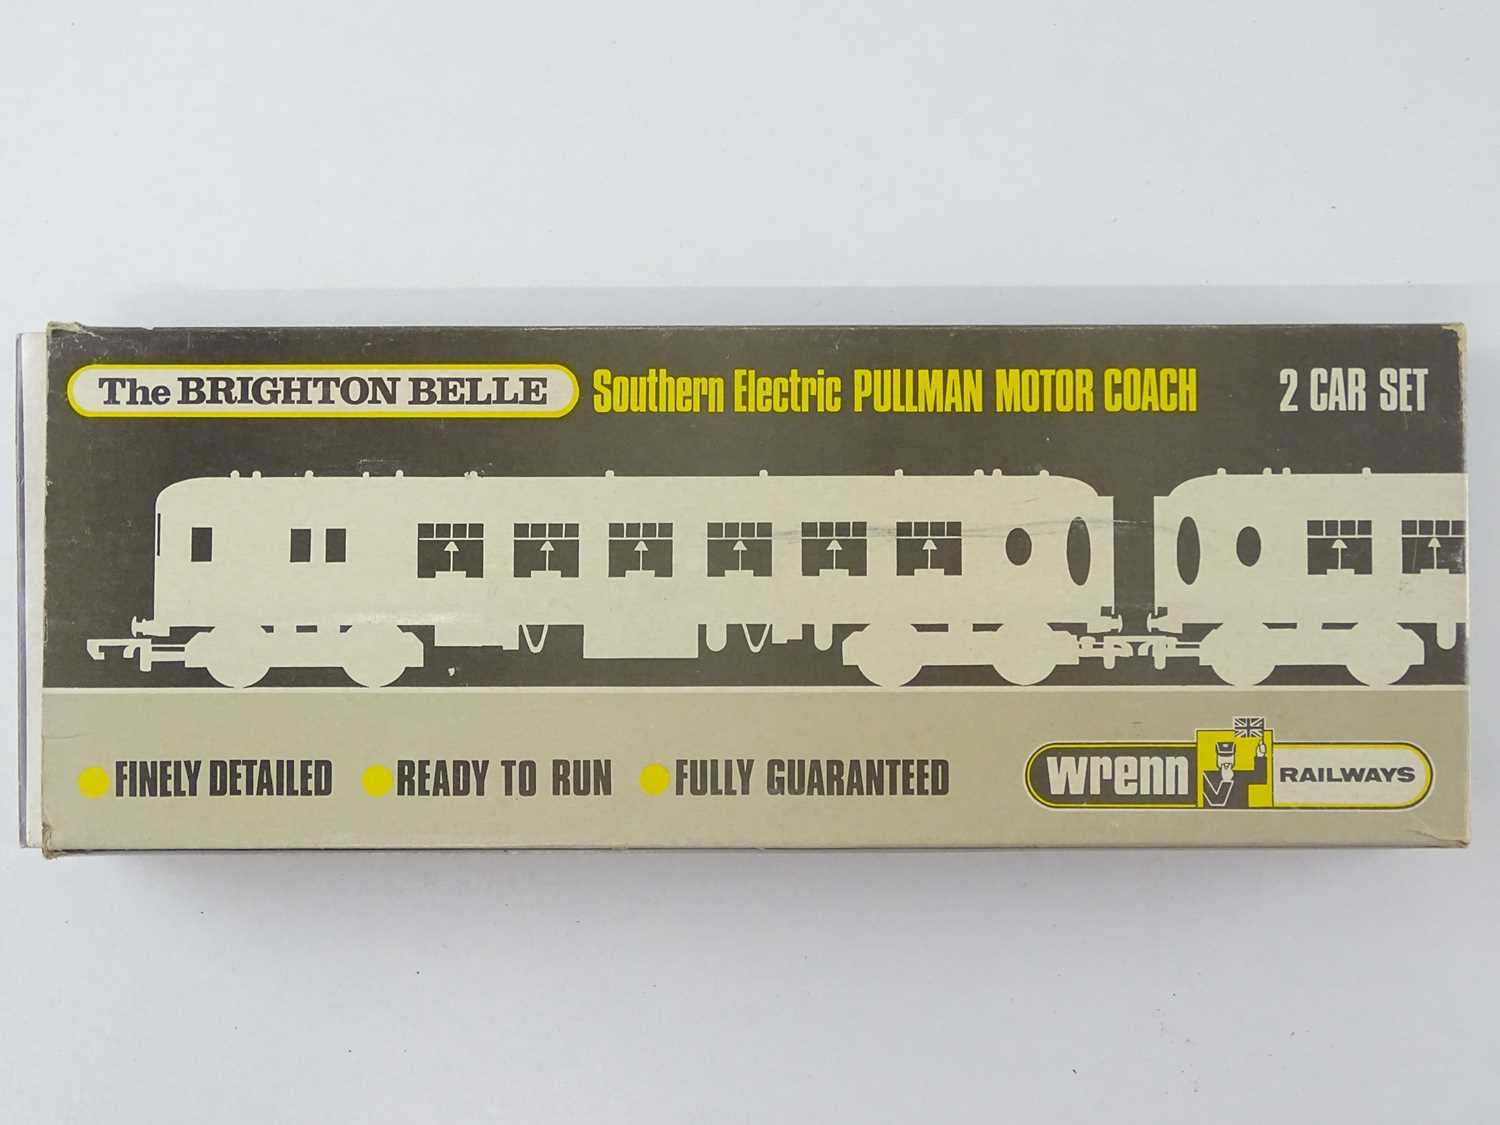 The BRIGHTON BELLE Southern Electric PULLMAN MOTOR COACH 2 CAR SET
FINELY DETAILED READY TO RUN FULLY GUARANTEED
wrenn RAILWAYS